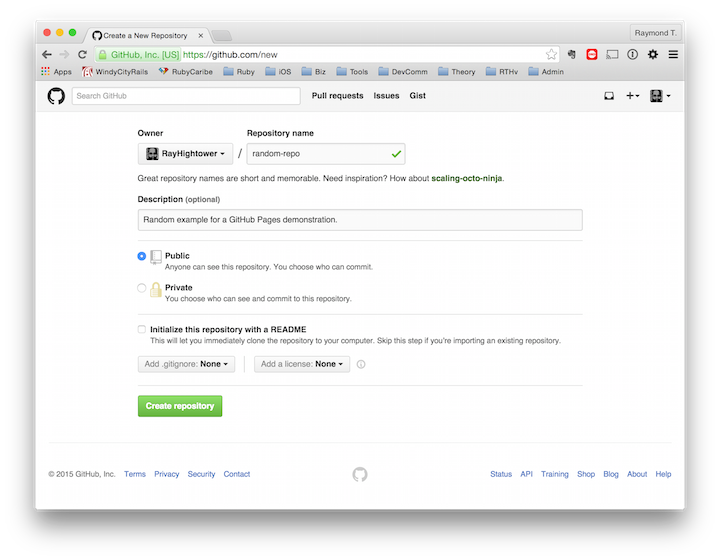 Create a New Repository
Raymond T.
GitHub, Inc. [US] https://github.com/new
Apps WindyCityRails RubyCaribe Ruby iOS Biz Tools DevComm Theory RTHv Admin
Search GitHub Pull requests Issues Gist
Owner Repository name
RayHightower / random-repo
Great repository names are short and memorable. Need inspiration? How about scaling-octo-ninja.
Description (optional)
Random example for a GitHub Pages demonstration.
Public
Anyone can see this repository. You choose who can commit.
Private
You choose who can see and commit to this repository.
Initialize this repository with a README
This will let you immediately clone the repository to your computer. Skip this step if you're importing an existing repository.
Add .gitignore: None Add a license: None
Create repository
© 2015 GitHub, Inc. Terms Privacy Security Contact Status API Training Shop Blog About Help